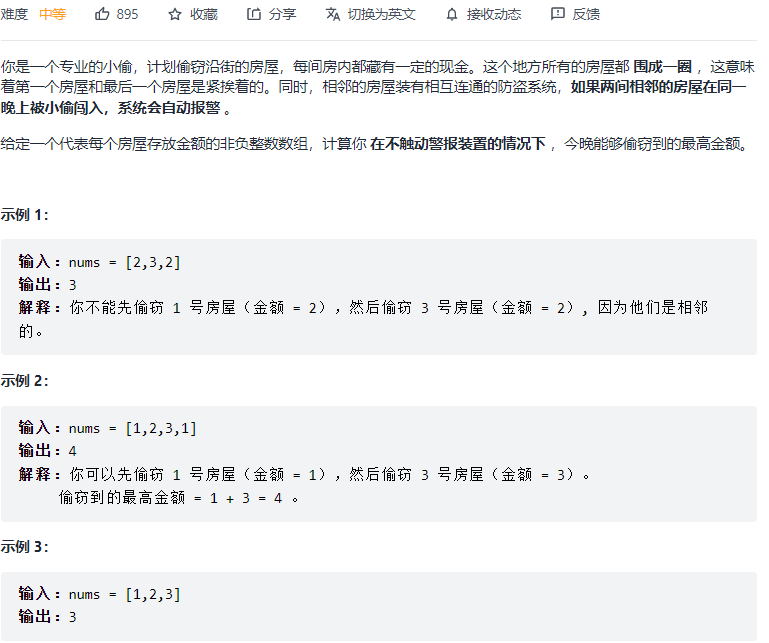 难度 中等 895 收藏 分享 切换为英文 接收动态 反馈
你是一个专业的小偷，计划偷窃沿街的房屋，每间房内都藏有一定的现金。这个地方所有的房屋都 围成一圈 ，这意味
着第一个房屋和最后一个房屋是紧挨着的。同时，相邻的房屋装有相互连通的防盗系统，如果两间相邻的房屋在同一
晚上被小偷闯入，系统会自动报警 。
给定一个代表每个房屋存放金额的非负整数数组，计算你 在不触动警报装置的情况下 ，今晚能够偷窃到的最高金额。
示例 1：
输入：nums = [2,3,2]
输出：3
解释：你不能先偷窃 1 号房屋（金额 = 2），然后偷窃 3 号房屋（金额 = 2）, 因为他们是相邻
的。
示例 2：
输入：nums = [1,2,3,1]
输出：4
解释：你可以先偷窃 1 号房屋（金额 = 1），然后偷窃 3 号房屋（金额 = 3）。
偷窃到的最高金额 = 1 + 3 = 4 。
示例 3：
输入：nums = [1,2,3]
输出：3